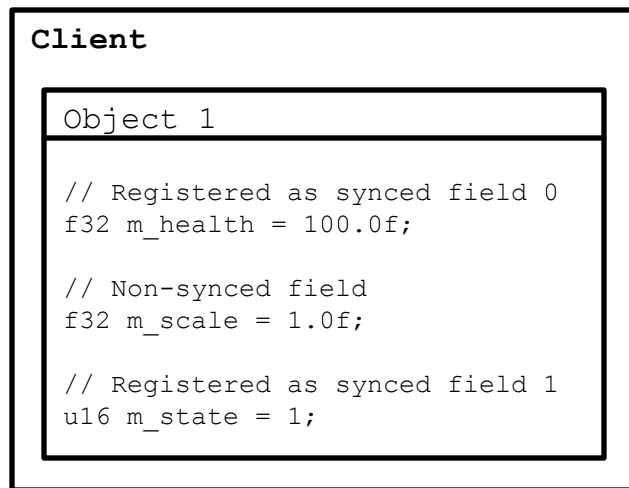 Client
Object 1
// Registered as synced field 0
f32 m_health = 100.0f;
// Non-synced field
f32 m_scale = 1.0f;
// Registered as synced field 1
u16 m_state = 1;